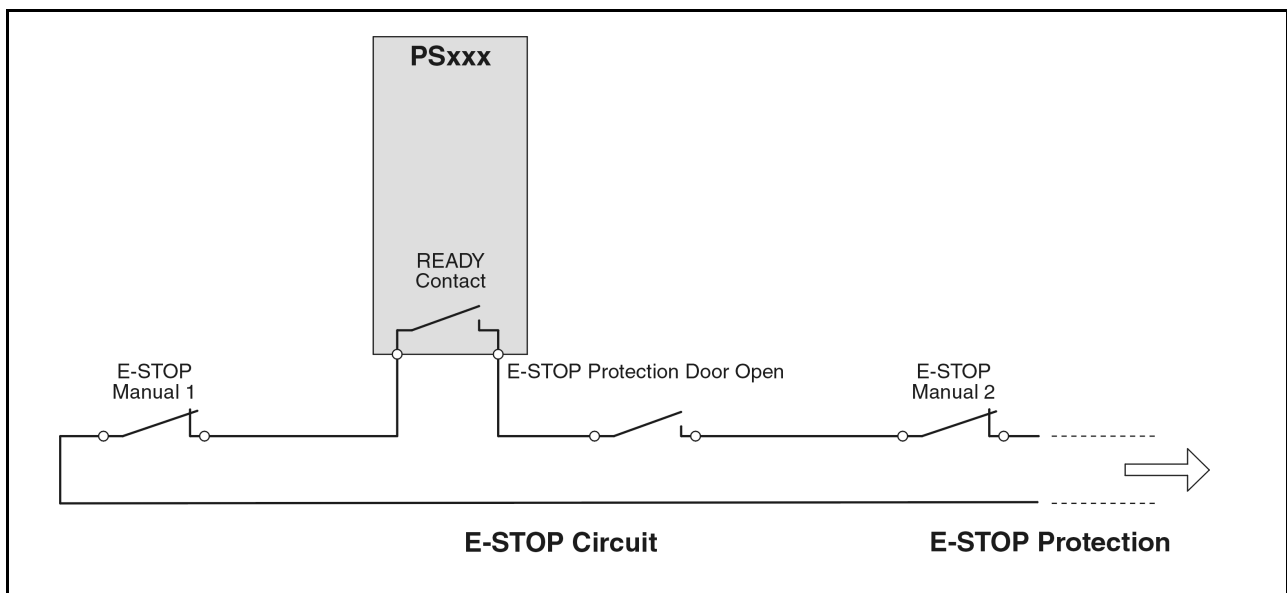 PSxxx
READY
Contact
E-STOP
Manual 1
E-STOP Protection Door Open
E-STOP
Manual 2
E-STOP Circuit
E-STOP Protection